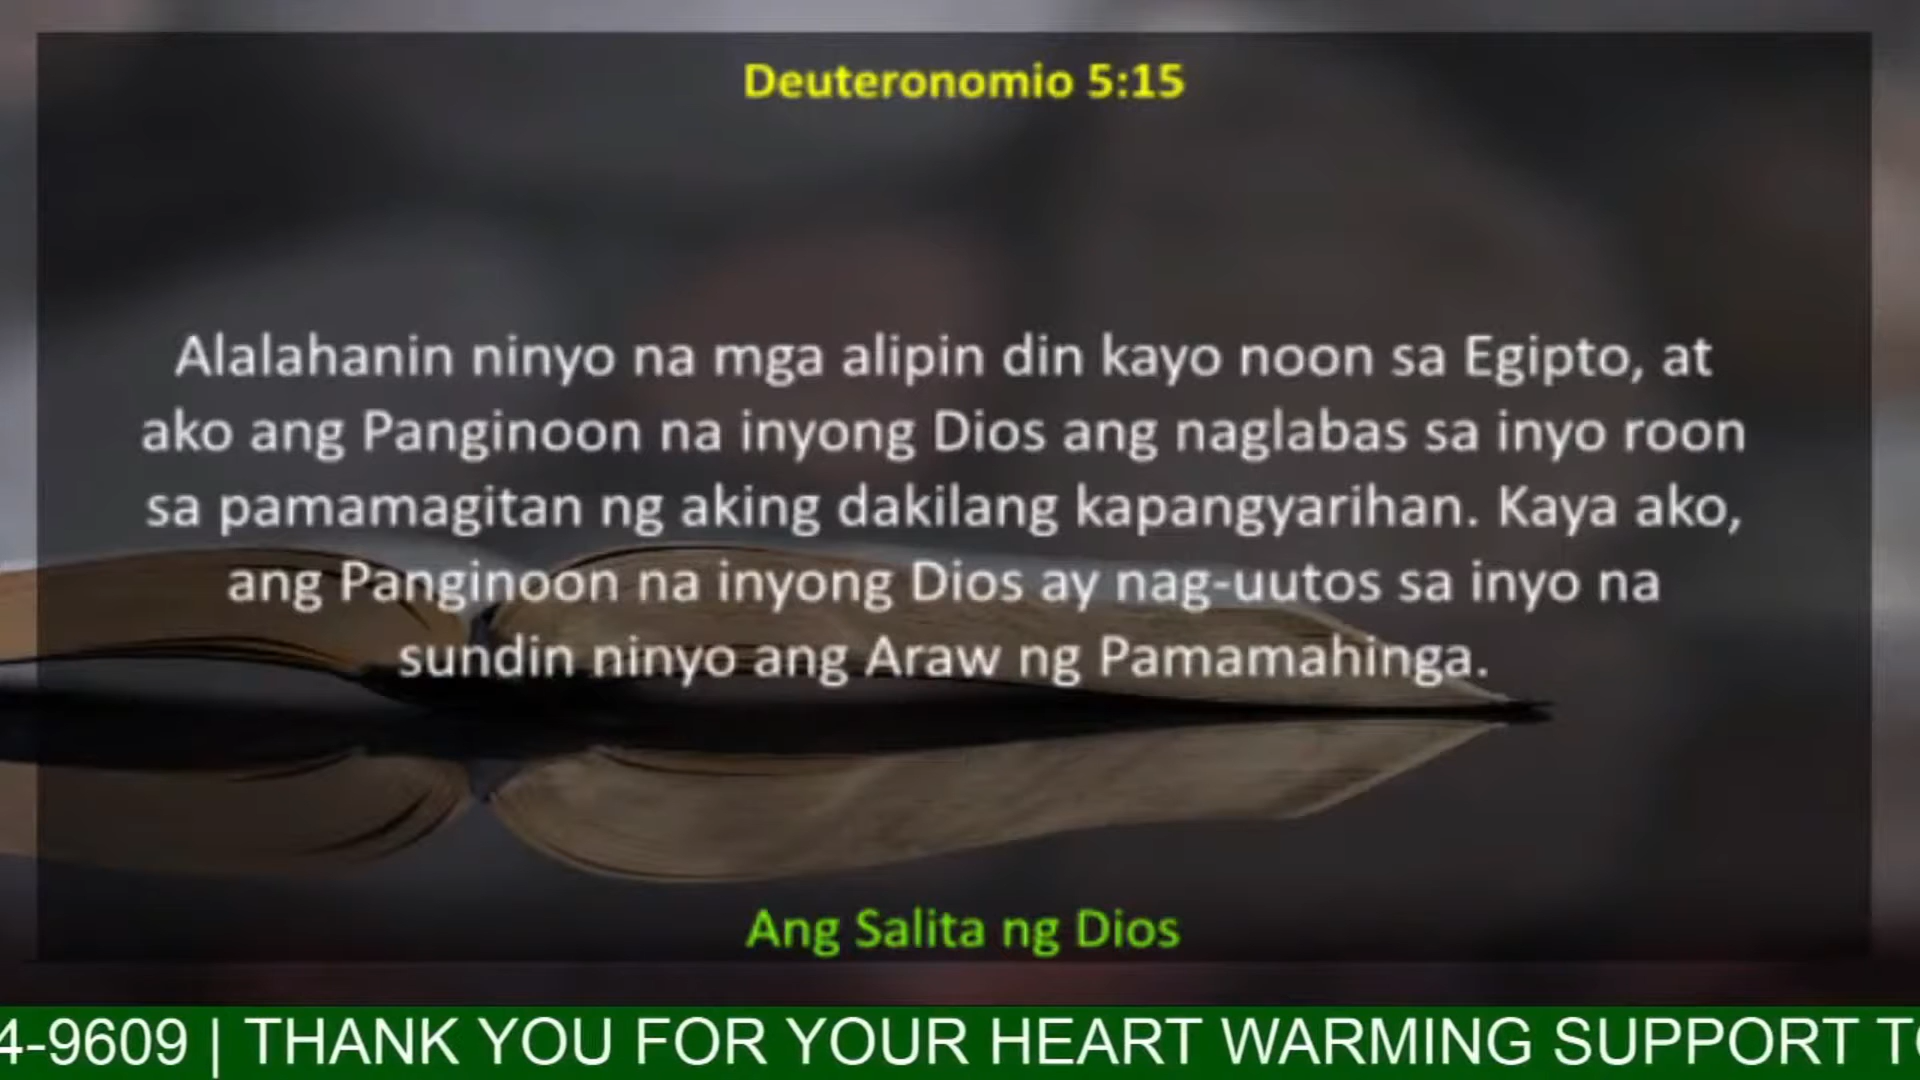 Deuteronomio 5:15
Alalahanin ninyo na mga alipin din kayo noon sa Egipto, at
ako ang Panginoon na inyong Dios ang naglabas sa inyo roon
sa pamamagitan ng aking dakilang kapangyarihan. Kaya ako,
ang Panginoon na inyong Dios ay nag-uutos sa inyo na
sundin ninyo ang Araw ng Pamamahinga.
Ang Salita ng Dios
4-9609 | THANK YOU FOR YOUR HEART WARMING SUPPORT